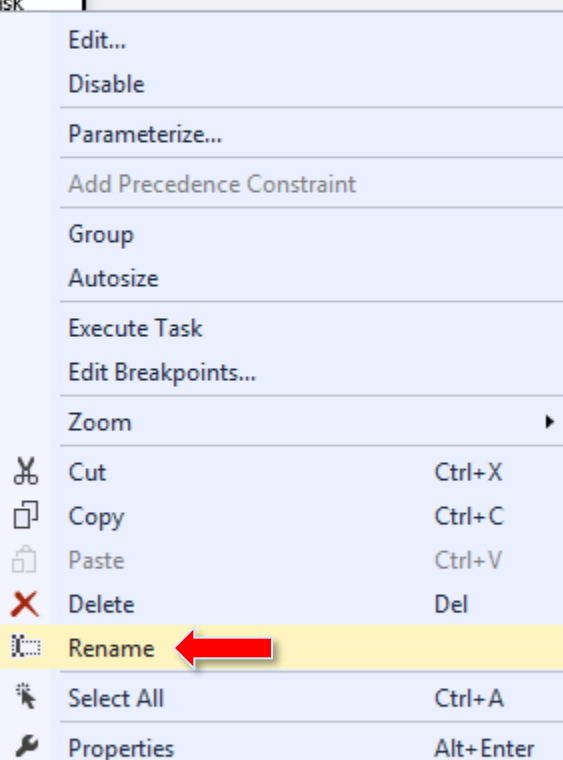 Edit...
Disable
Parameterize...
Add Precedence Constraint
Group
Autosize
Execute Task
Edit Breakpoints...
Zoom
Cut Ctrl+X
Copy Ctrl+C
Paste Ctrl+V
Delete Del
Rename
Select All Ctrl+A
Properties Alt+Enter